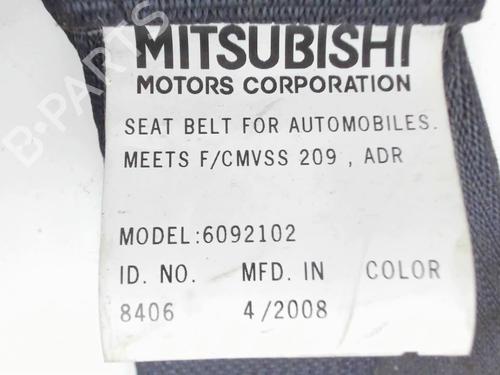 MITSUBISHI
MOTORS CORPORATION
SEAT BELT FOR AUTOMOBILES.
MEETS F/CMVSS 209 , ADR
MODEL:6092102
ID. NO. MFD. IN COLOR
8406 4/2008
B-PARTS